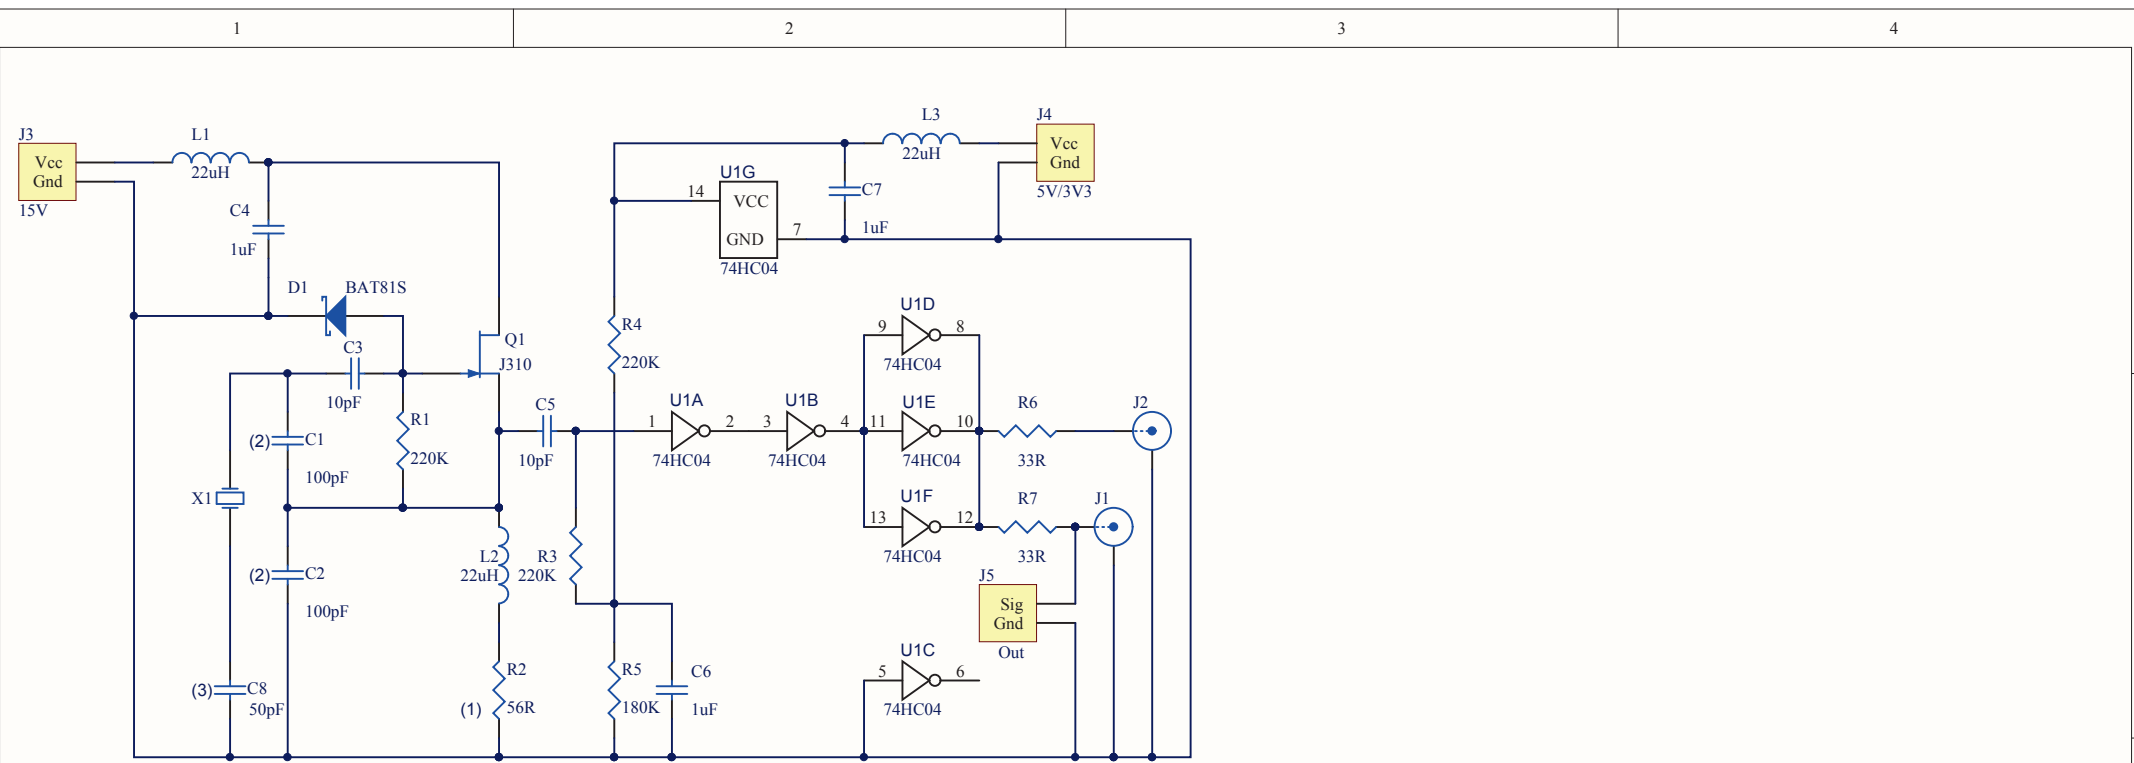 1 2 3 4
J3
Vcc
Gnd
15V
L1
22uH
C4
1uF
D1 BAT81S
C3
10pF
Q1
J310
R1
220K
(2) C1
100pF
X1
(2) C2
100pF
(3) C8
50pF
L2
22uH
R2
(1) 56R
C5
10pF
R3
220K
R4
220K
R5
180K
C6
1uF
U1G
14 VCC
GND 7
74HC04
C7
1uF
L3
22uH
J4
Vcc
Gnd
5V/3V3
U1A
1 2
74HC04
U1B
3 4
74HC04
U1D
9 8
74HC04
U1E
11 10
74HC04
U1F
13 12
74HC04
U1C
5 6
74HC04
R6
33R
J2
R7
33R
J1
J5
Sig
Gnd
Out